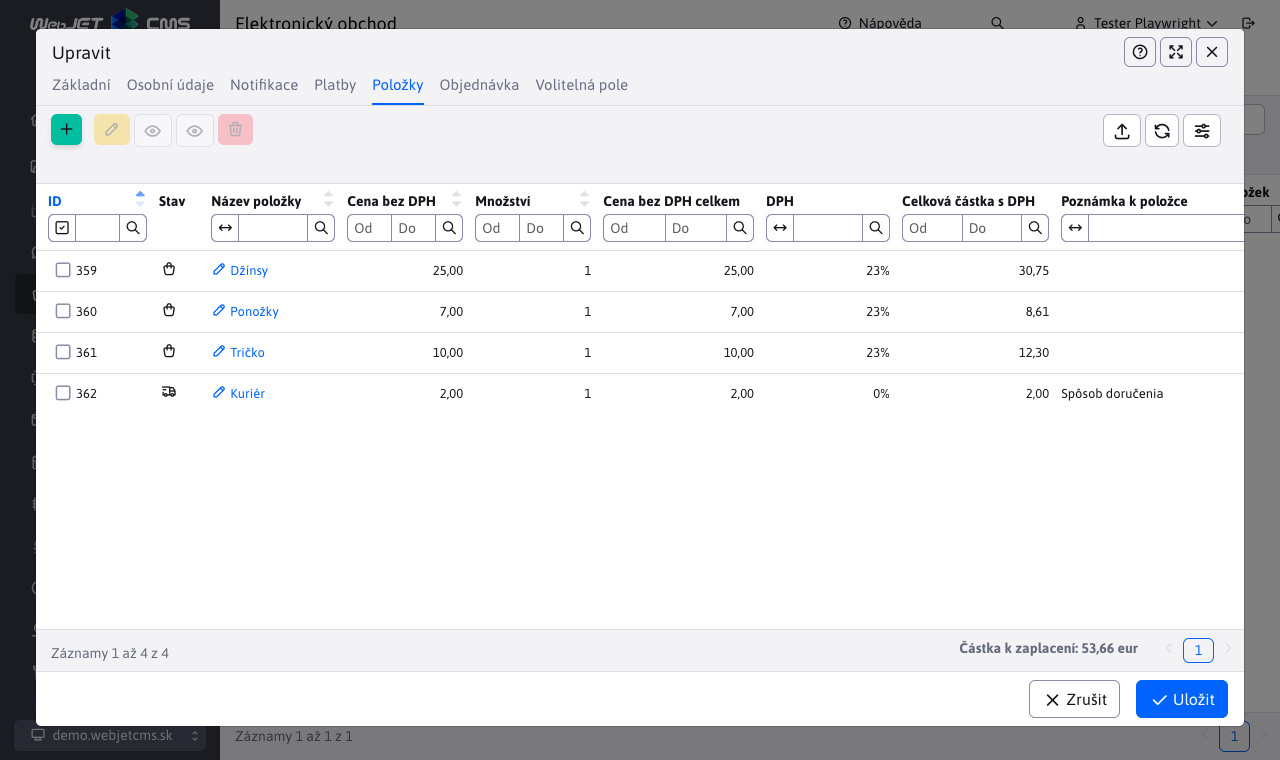 WebJET CMS
Elektronický obchod
Nápověda
Tester Playwright
Upravit
Základní Osobní údaje Notifikace Platby Položky Objednávka Volitelná pole
ID Stav Název položky Cena bez DPH Množství Cena bez DPH celkem DPH Celková částka s DPH Poznámka k položce
Od Do Od Do Od Do Od Do
359 Džínsy 25,00 1 25,00 23% 30,75
360 Ponožky 7,00 1 7,00 23% 8,61
361 Tričko 10,00 1 10,00 23% 12,30
362 Kuriér 2,00 1 2,00 0% 2,00 Spôsob doručenia
Záznamy 1 až 4 z 4
Částka k zaplacení: 53,66 eur
1
Zrušit
Uložit
demo.webjetcms.sk
Záznamy 1 až 1 z 1
1